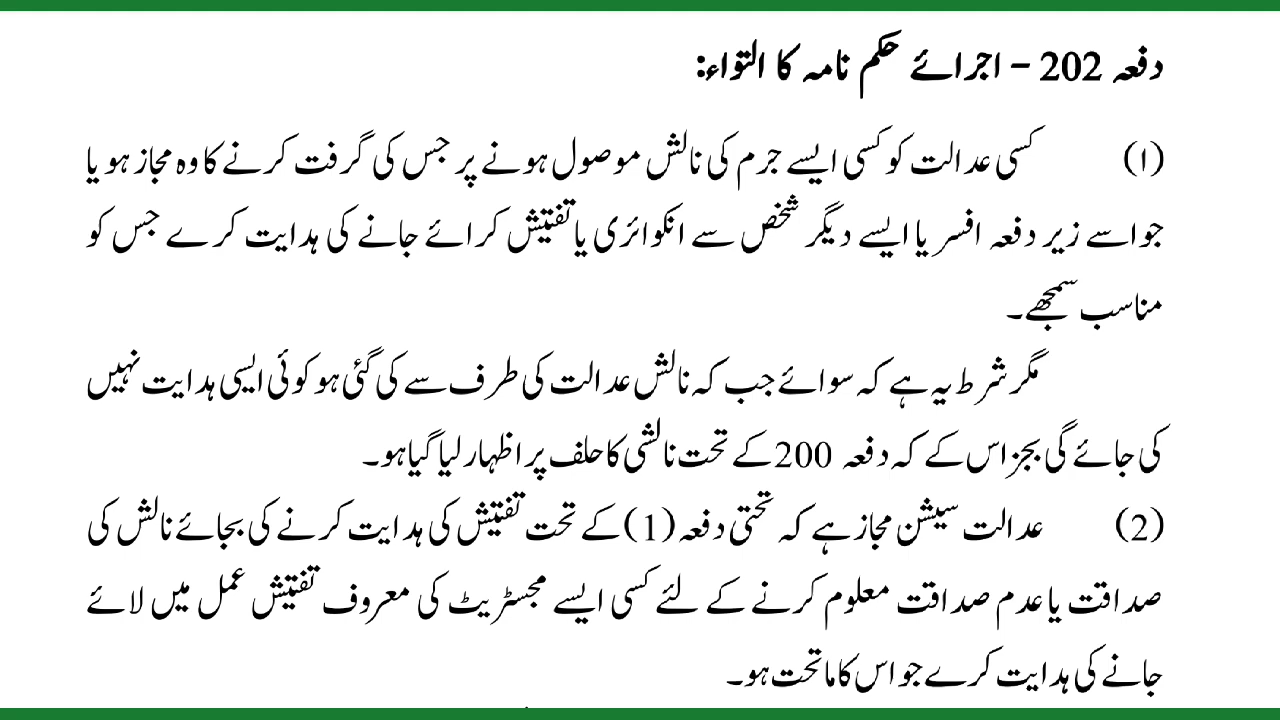 دفعہ 202 – اجرائے حکم نامہ کا التواء:
(۱) کسی عدالت کو کسی ایسے جرم کی نالش موصول ہونے پر جس کی گرفت کرنے کا وہ مجاز ہو یا
جو اسے زیر دفعہ افسر یا ایسے دیگر شخص سے انکوائری یا تفتیش کرائے جانے کی ہدایت کرے جس کو
مناسب سمجھے۔
مگر شرط یہ ہے کہ سوائے جب کہ نالش عدالت کی طرف سے کی گئی ہو کوئی ایسی ہدایت نہیں
کی جائے گی بجز اس کے کہ دفعہ 200 کے تحت نالشی کا حلف پر اظہار لیا گیا ہو۔
(2) عدالت سیشن مجاز ہے کہ تحتی دفعہ (1) کے تحت تفتیش کی ہدایت کرنے کی بجائے نالش کی
صداقت یا عدم صداقت معلوم کرنے کے لئے کسی ایسے مجسٹریٹ کی معروف تفتیش عمل میں لائے
جانے کی ہدایت کرے جو اس کا ماتحت ہو۔